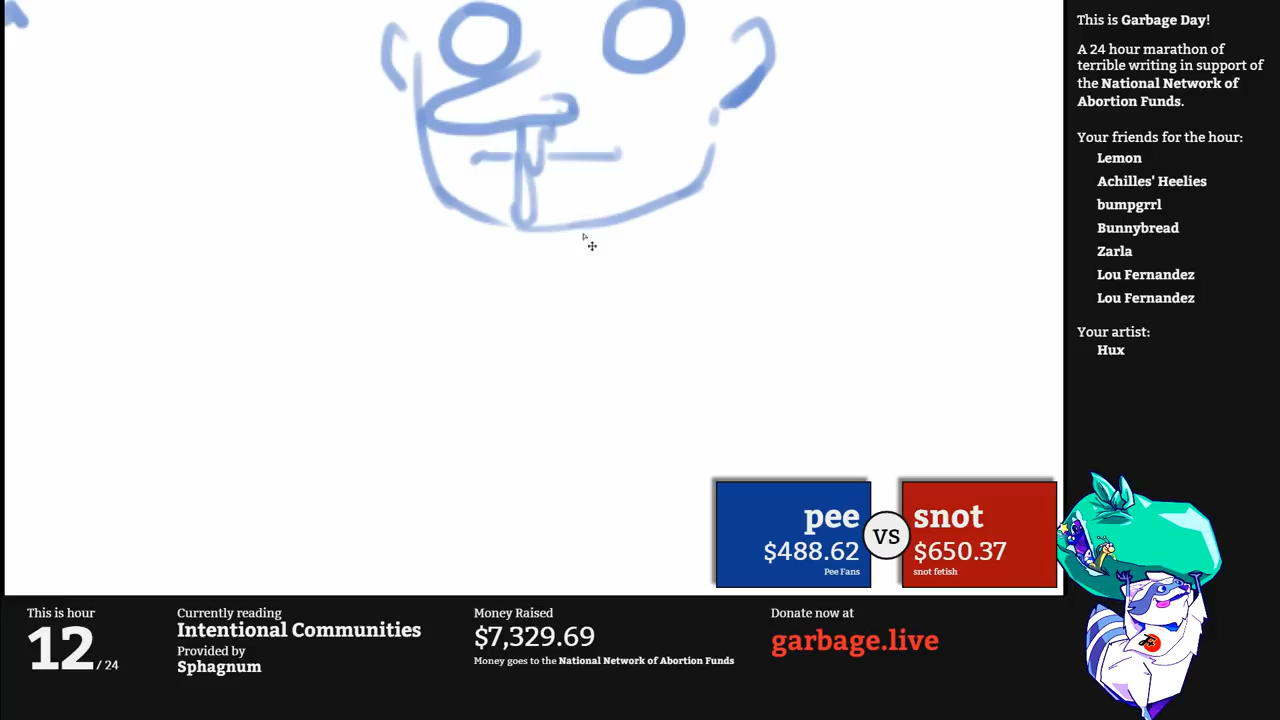 This is Garbage Day!
A 24 hour marathon of
terrible writing in support of
the National Network of
Abortion Funds.
Your friends for the hour:
Lemon
Achilles' Heelies
bumpgrrl
Bunnybread
Zarla
Lou Fernandez
Lou Fernandez
Your artist:
Hux
pee
$488.62
Pee Fans
VS
snot
$650.37
snot fetish
This is hour
12 / 24
Currently reading
Intentional Communities
Provided by
Sphagnum
Money Raised
$7,329.69
Money goes to the National Network of Abortion Funds
Donate now at
garbage.live